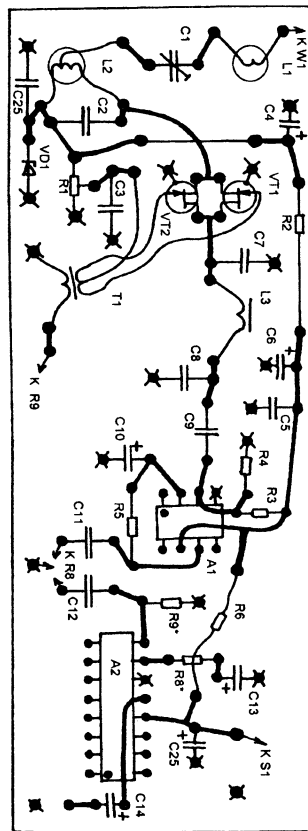 K W1
C1
L1
L2
C25
C2
C4
VD1
R1
C3
VT1
R2
VT2
C7
T1
L3
C6
+
K R9
C8
C5
C9
C10
+
R4
R3
R5
C11
A1
K R8
C12
R6
R9*
A2
R8*
C13
+
K S1
C25
+
C14
+